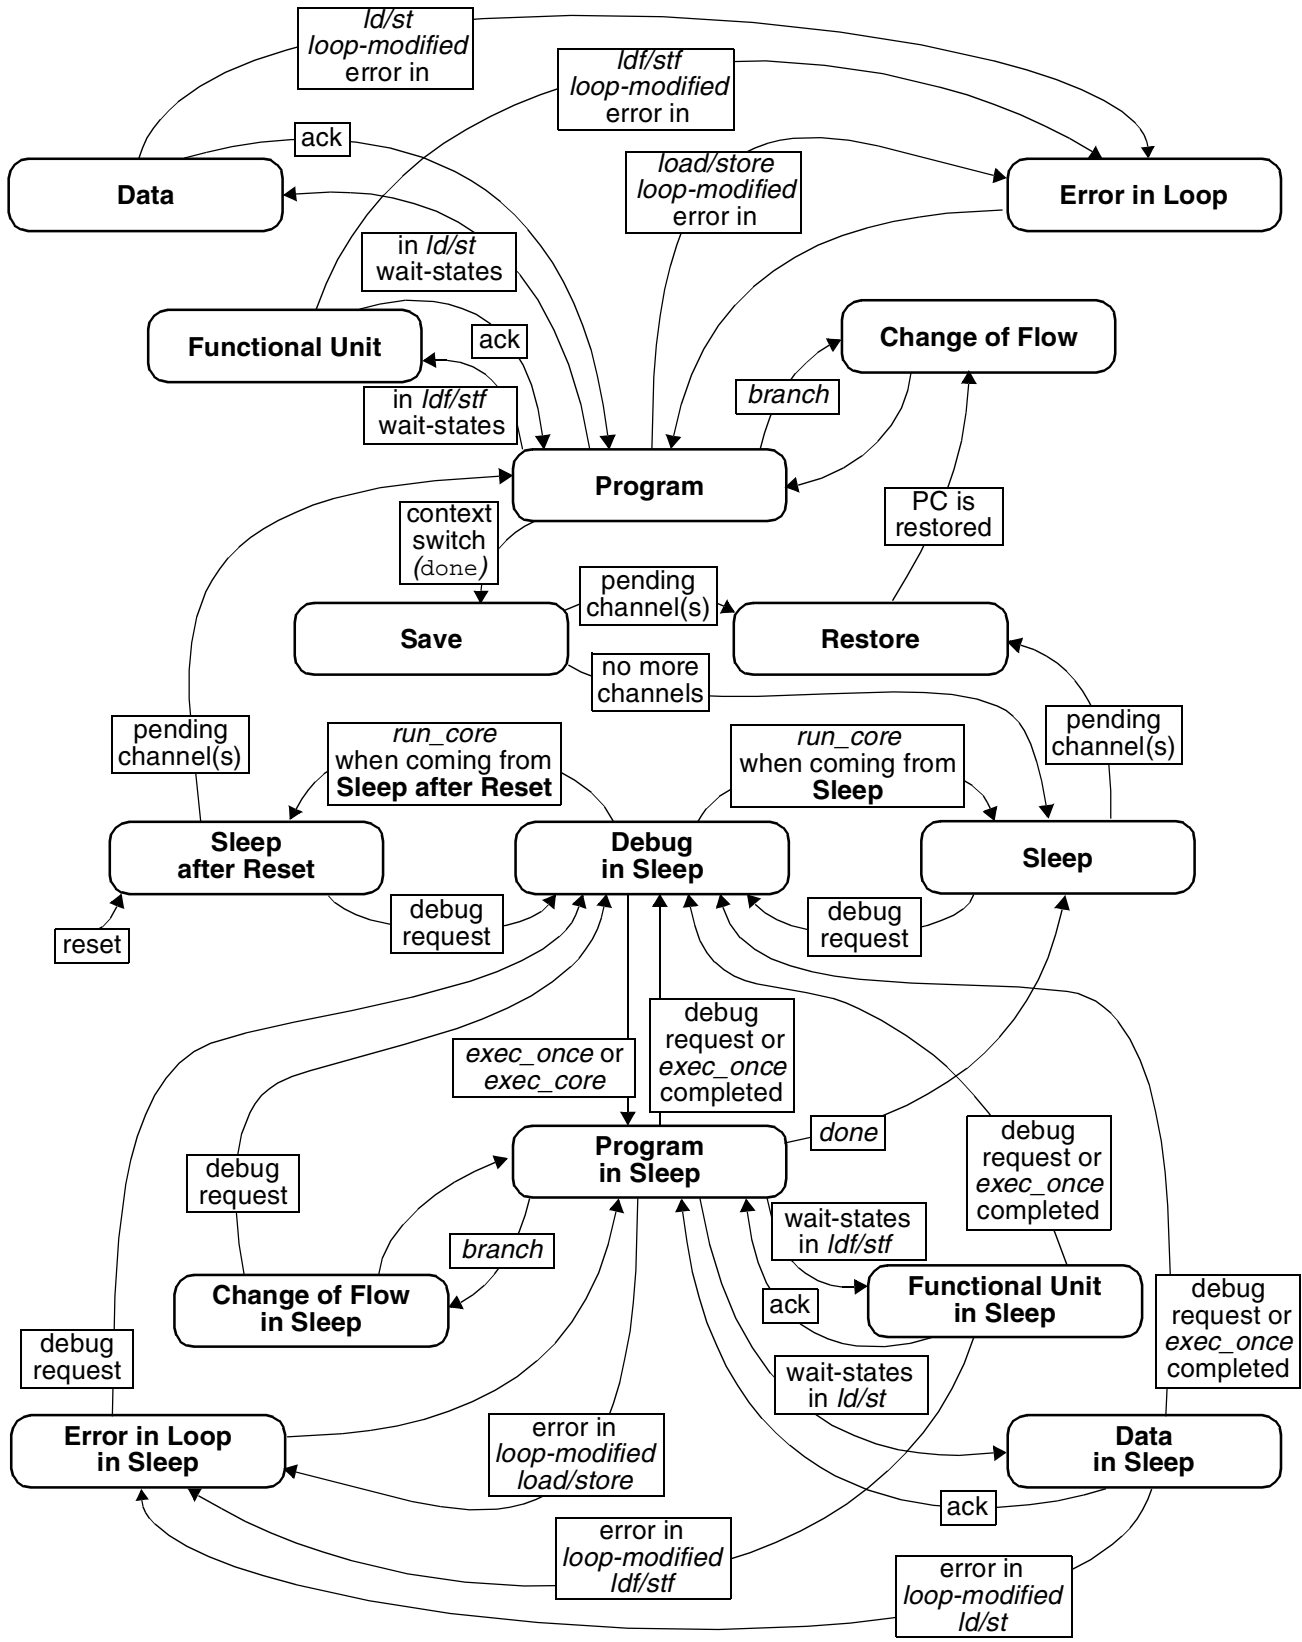 ld/st
loop-modified
error in
ldf/stf
loop-modified
error in
ack
load/store
loop-modified
error in
Data
Error in Loop
in ld/st
wait-states
Functional Unit
ack
Change of Flow
in ldf/stf
wait-states
branch
Program
context
switch
(done)
PC is
restored
pending
channel(s)
Save
Restore
no more
channels
pending
channel(s)
run_core
when coming from
Sleep after Reset
run_core
when coming from
Sleep
pending
channel(s)
Sleep
after Reset
Debug
in Sleep
Sleep
reset
debug
request
debug
request
exec_once or
exec_core
debug
request or
exec_once
completed
done
debug
request or
exec_once
completed
Program
in Sleep
debug
request
branch
wait-states
in ldf/stf
Change of Flow
in Sleep
ack
Functional Unit
in Sleep
debug
request or
exec_once
completed
debug
request
wait-states
in ld/st
Error in Loop
in Sleep
error in
loop-modified
load/store
Data
in Sleep
ack
error in
loop-modified
ldf/stf
error in
loop-modified
ld/st